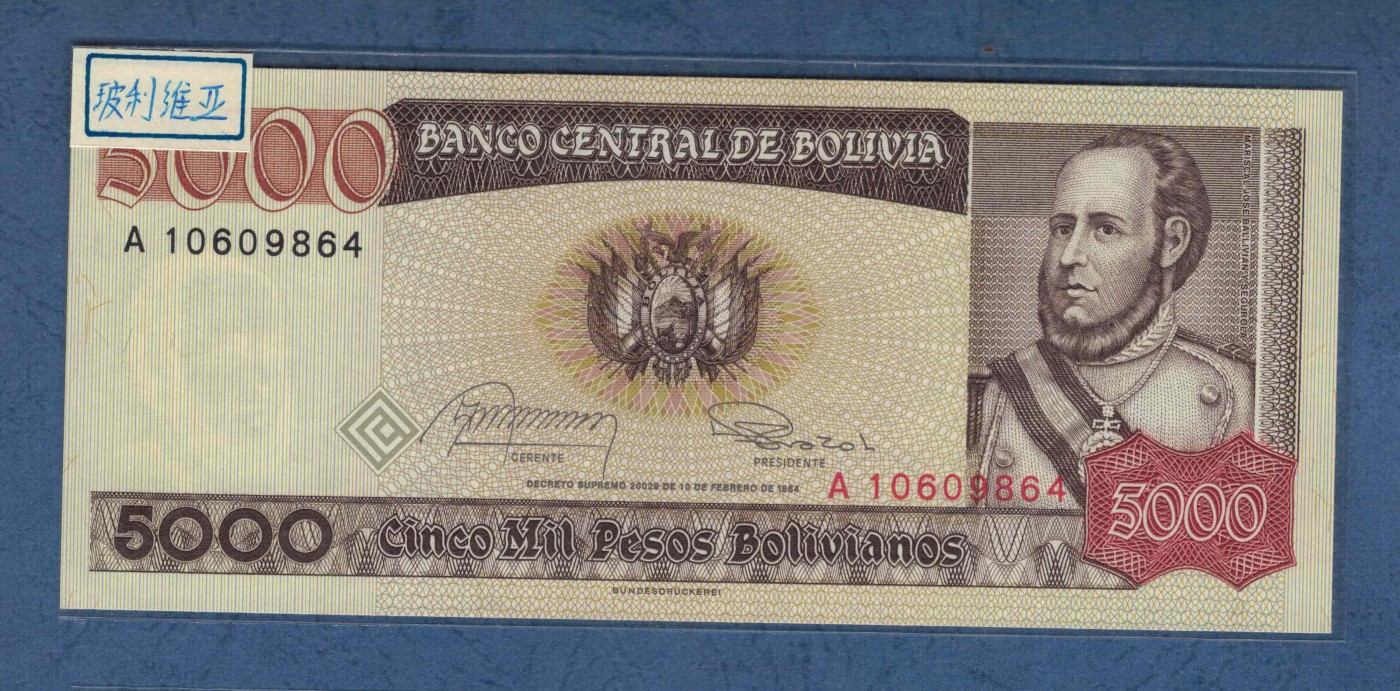 玻利维亚
5000
BANCO CENTRAL DE BOLIVIA
A 10609864
MARISCAL JOSE BALLIVIAN Y SEGUROLA
BOLIVIA
GERENTE
PRESIDENTE
DECRETO SUPREMO 20029 DE 10 DE FEBRERO DE 1984
A 10609864
5000
5000
Cinco Mil Pesos Bolivianos
BUNDESDRUCKEREI